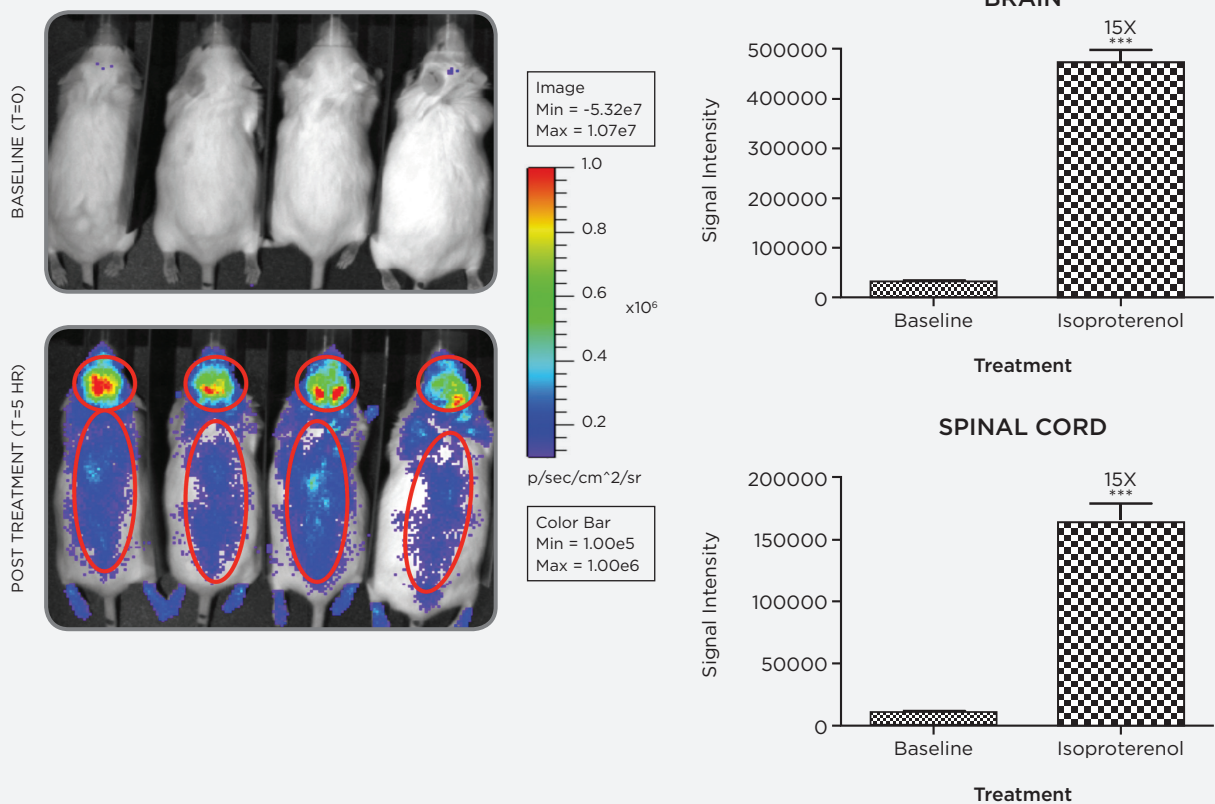 BASELINE (T=0)
POST TREATMENT (T=5 HR)
Image
Min = -5.32e7
Max = 1.07e7
1.0
0.8
0.6
x10⁶
0.4
0.2
p/sec/cm^2/sr
Color Bar
Min = 1.00e5
Max = 1.00e6
BRAIN
15X
***
500000
400000
300000
200000
100000
0
Signal Intensity
Baseline Isoproterenol
Treatment
SPINAL CORD
15X
***
200000
150000
100000
50000
0
Signal Intensity
Baseline Isoproterenol
Treatment